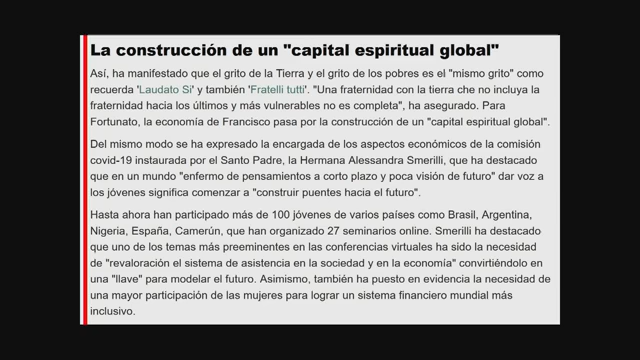 La construcción de un "capital espiritual global"
Así, ha manifestado que el grito de la Tierra y el grito de los pobres es el "mismo grito" como
recuerda 'Laudato Si' y también 'Fratelli tutti'. "Una fraternidad con la tierra che no incluya la
fraternidad hacia los últimos y más vulnerables no es completa", ha asegurado. Para
Fortunato, la economía de Francisco pasa por la construcción de un "capital espiritual global".
Del mismo modo se ha expresado la encargada de los aspectos económicos de la comisión
covid-19 instaurada por el Santo Padre, la Hermana Alessandra Smerilli, que ha destacado
que en un mundo "enfermo de pensamientos a corto plazo y poca visión de futuro" dar voz a
los jóvenes significa comenzar a "construir puentes hacia el futuro".
Hasta ahora han participado más de 100 jóvenes de varios países como Brasil, Argentina,
Nigeria, España, Camerún, que han organizado 27 seminarios online. Smerilli ha destacado
que uno de los temas más preeminentes en las conferencias virtuales ha sido la necesidad
de "revaloración el sistema de asistencia en la sociedad y en la economía" convirtiéndolo en
una "llave" para modelar el futuro. Asimismo, también ha puesto en evidencia la necesidad de
una mayor participación de las mujeres para lograr un sistema financiero mundial más
inclusivo.